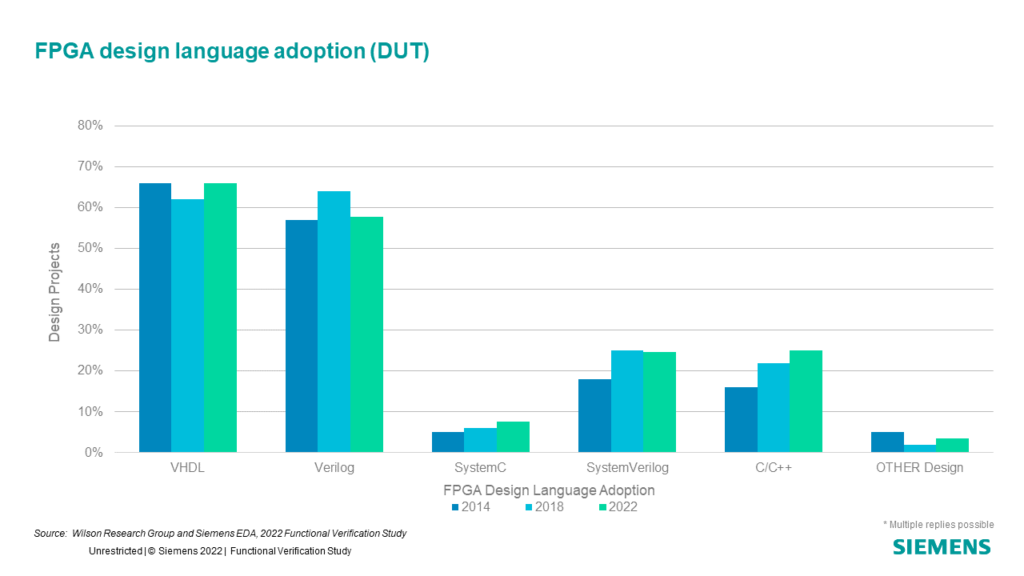 FPGA design language adoption (DUT)
80%
70%
60%
50%
40%
30%
20%
10%
0%
Design Projects
VHDL Verilog SystemC SystemVerilog C/C++ OTHER Design
FPGA Design Language Adoption
2014 2018 2022
* Multiple replies possible
Source: Wilson Research Group and Siemens EDA, 2022 Functional Verification Study
Unrestricted | © Siemens 2022 | Functional Verification Study
SIEMENS